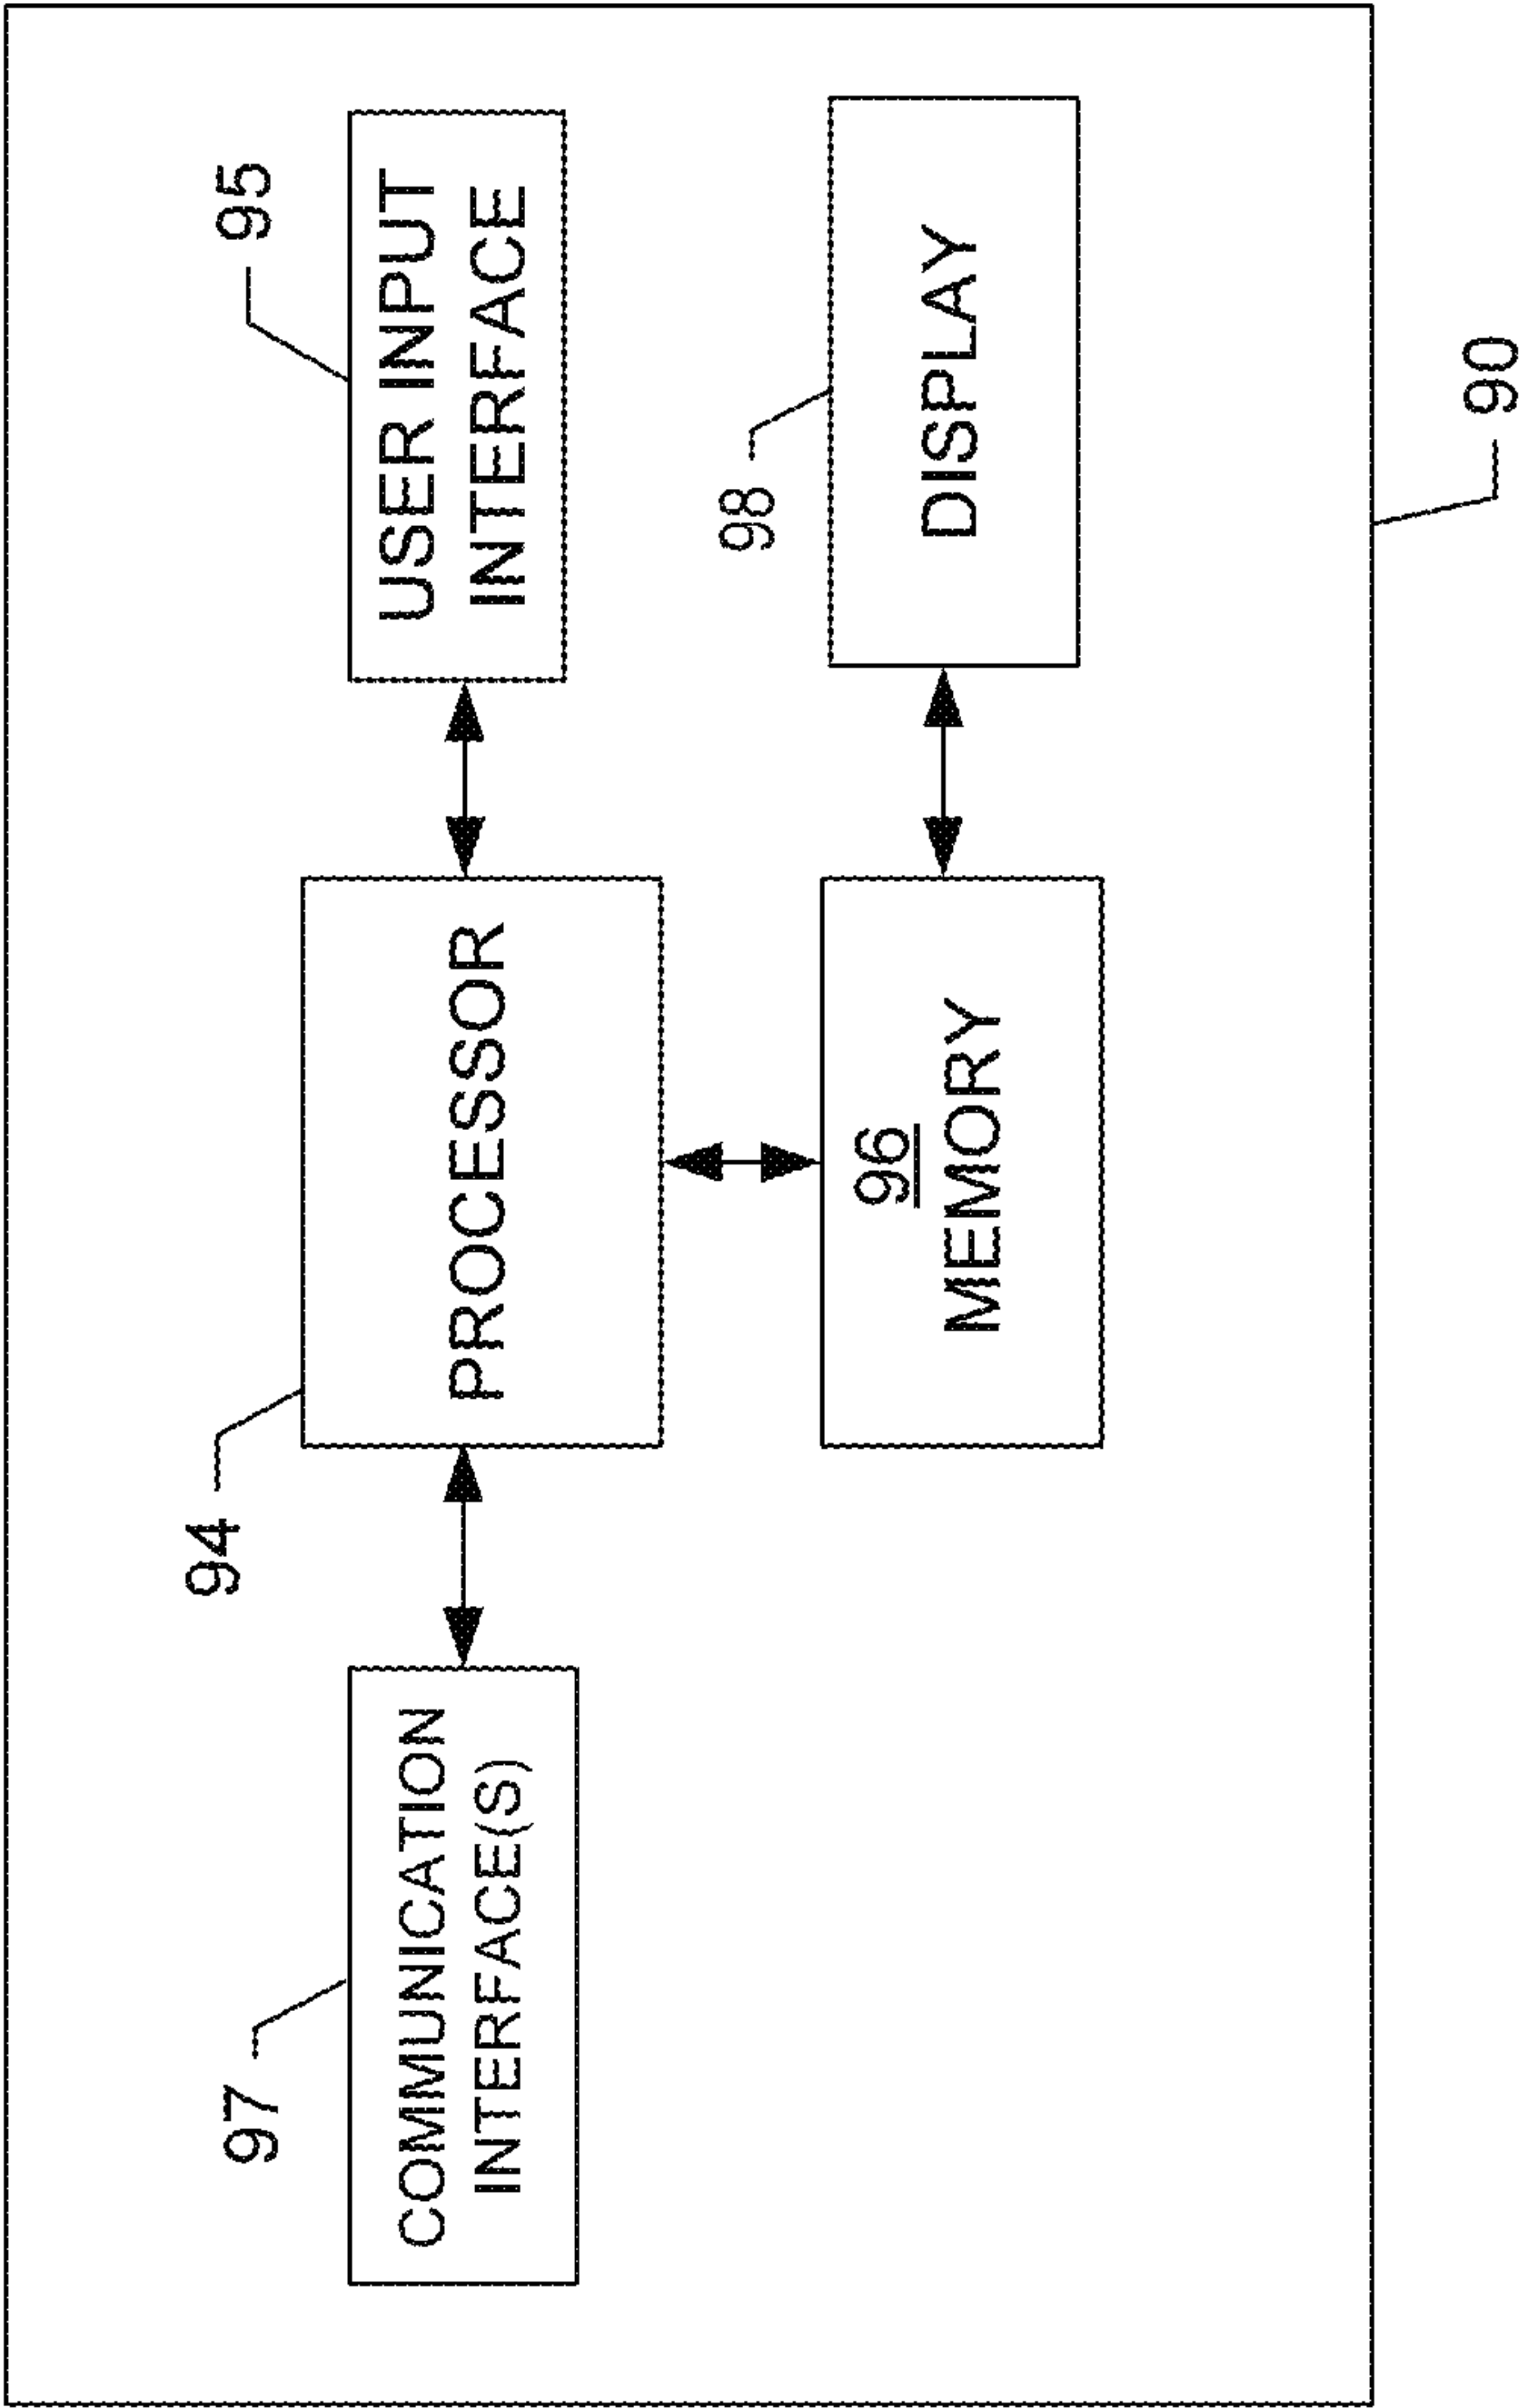 95
94
97
USER INPUT
INTERFACE
PROCESSOR
COMMUNICATION
INTERFACE(S)
98
96
MEMORY
DISPLAY
90